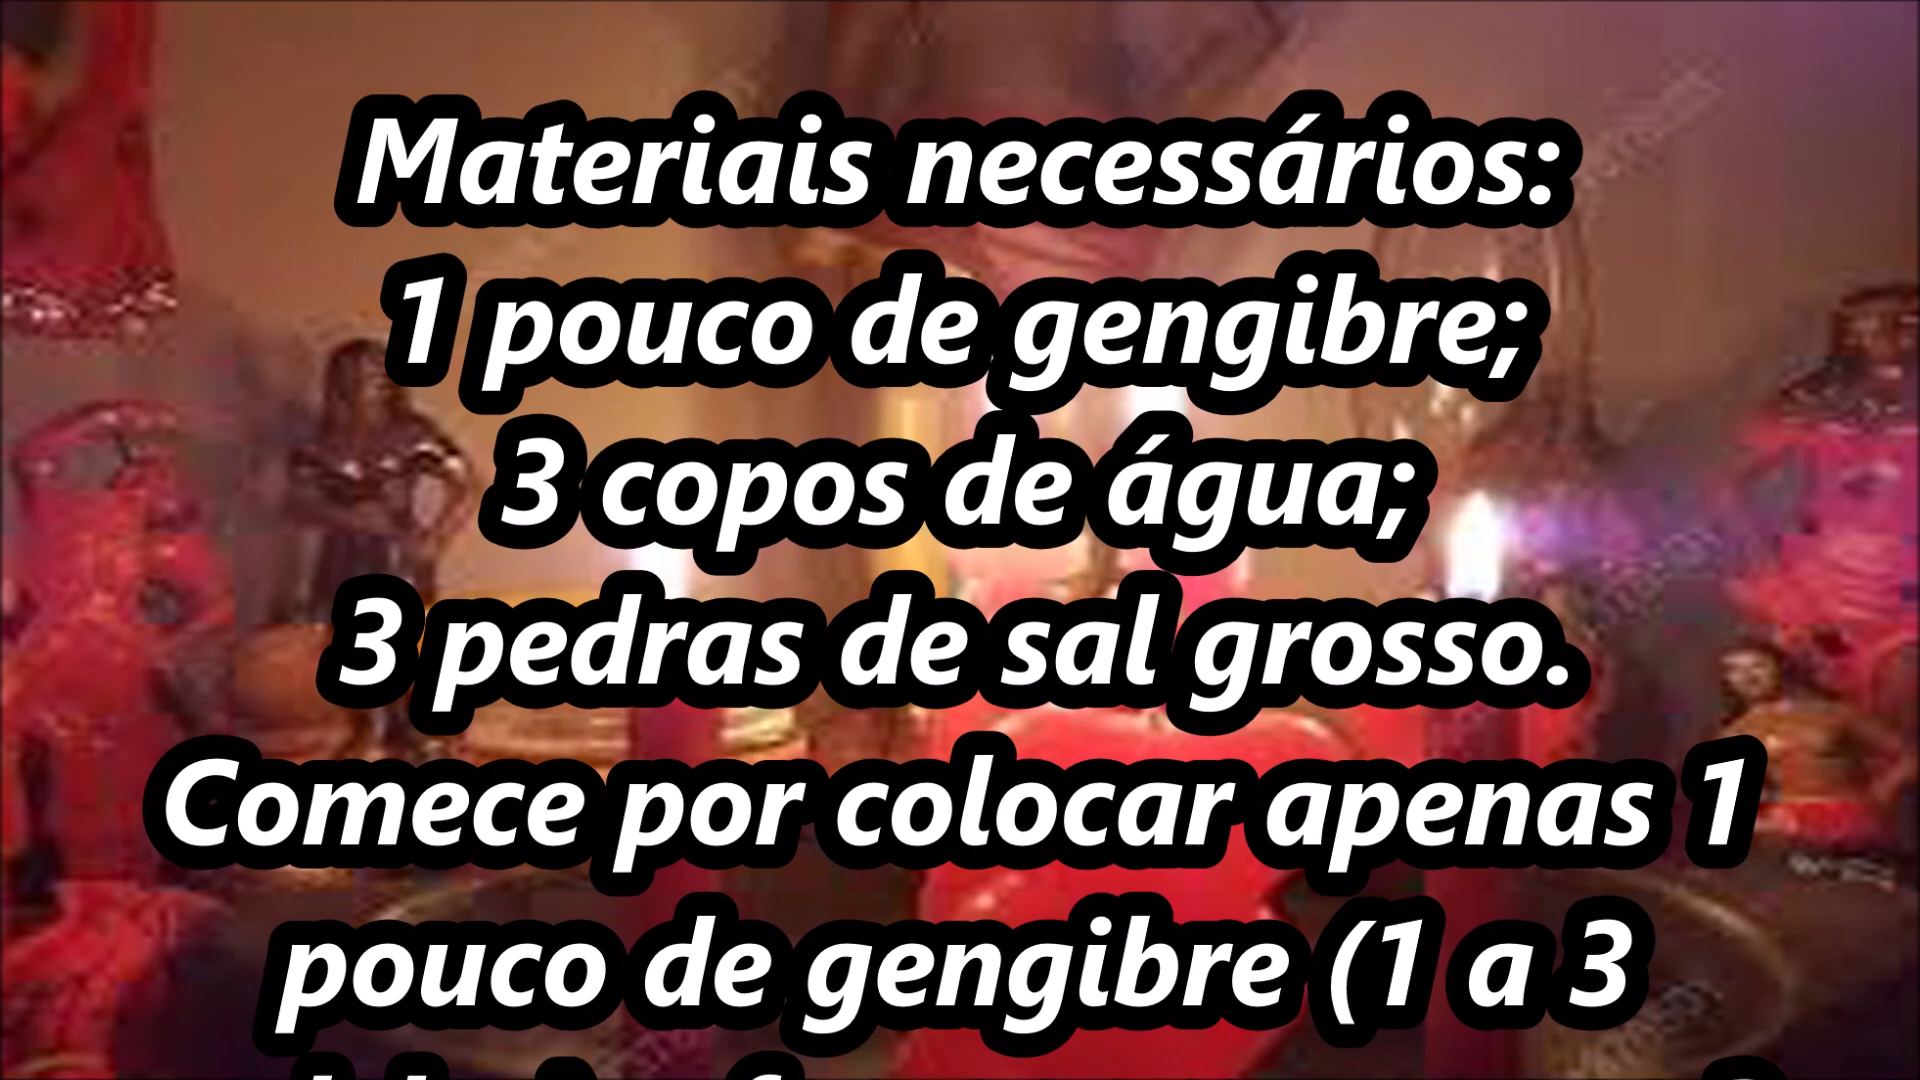 Materiais necessários:
1 pouco de gengibre;
3 copos de água;
3 pedras de sal grosso.
Comece por colocar apenas 1
pouco de gengibre (1 a 3